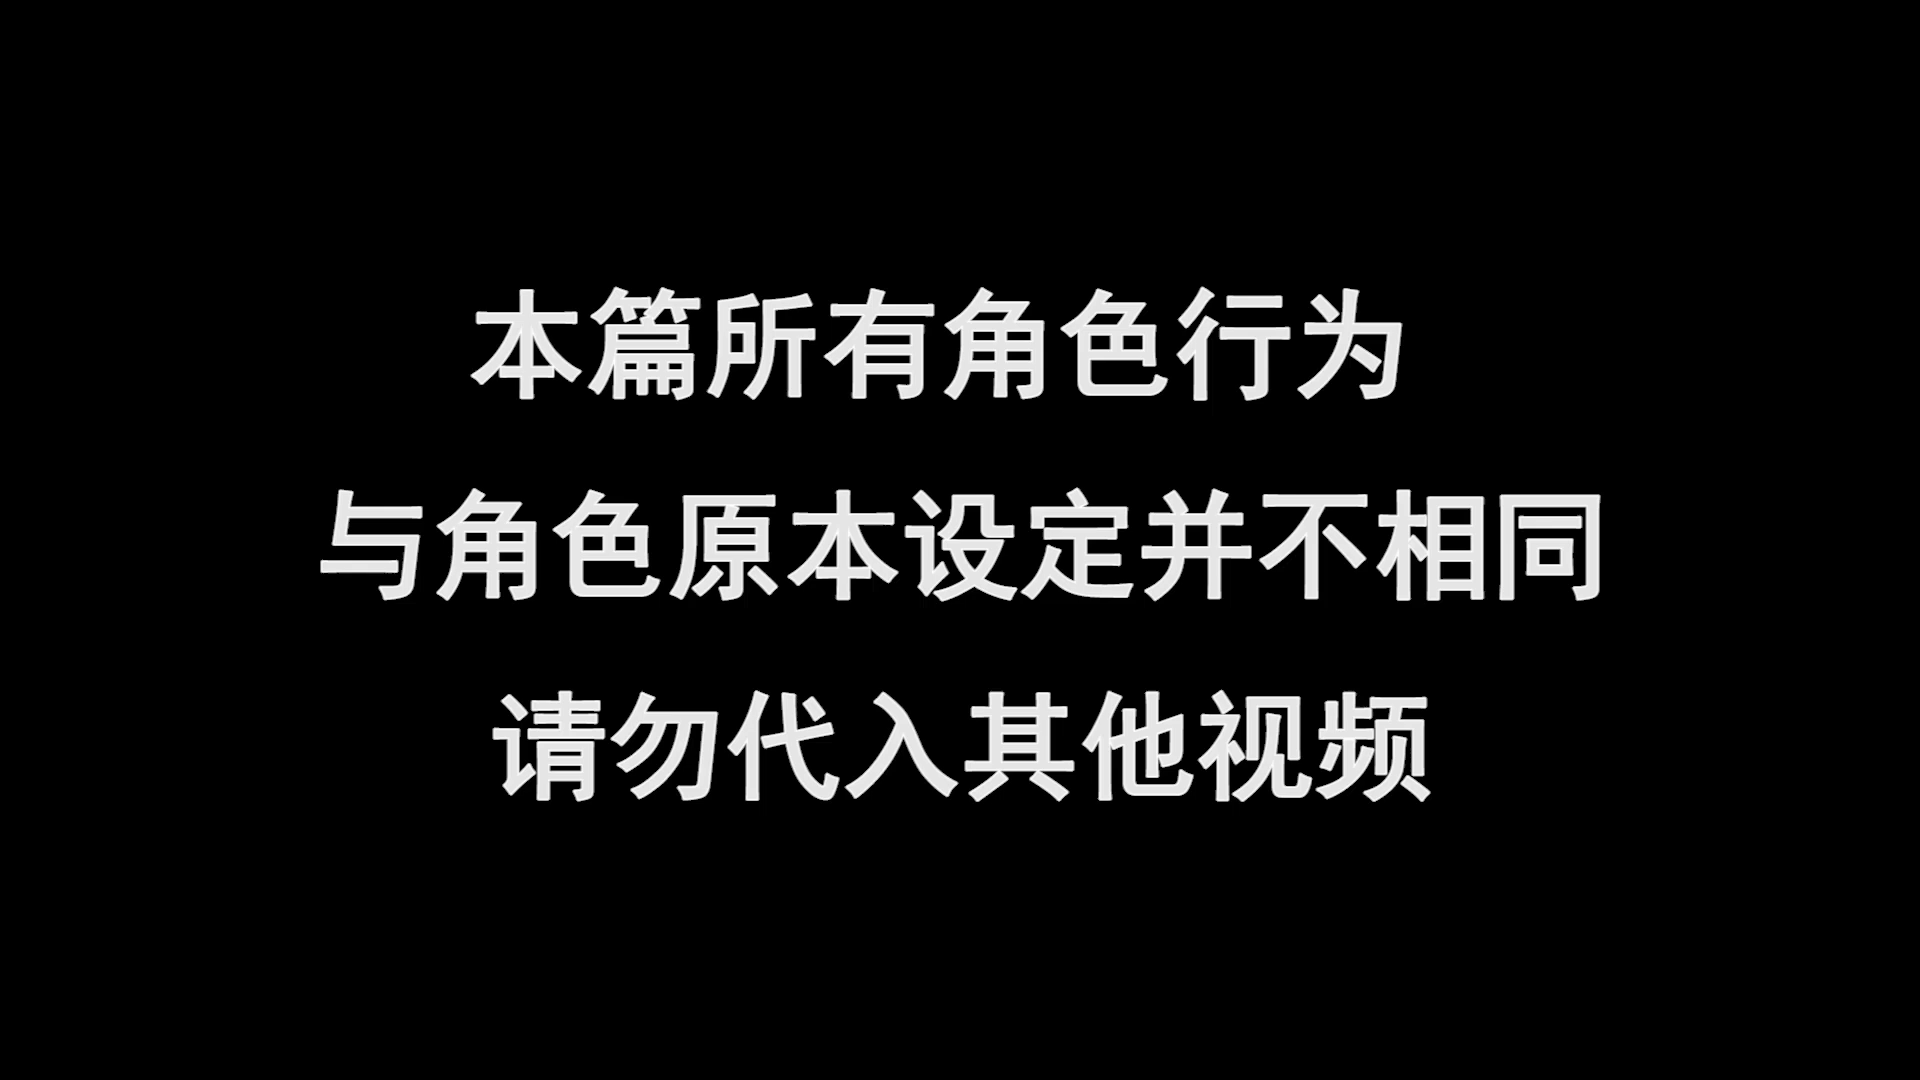 本篇所有角色行为
与角色原本设定并不相同
请勿代入其他视频